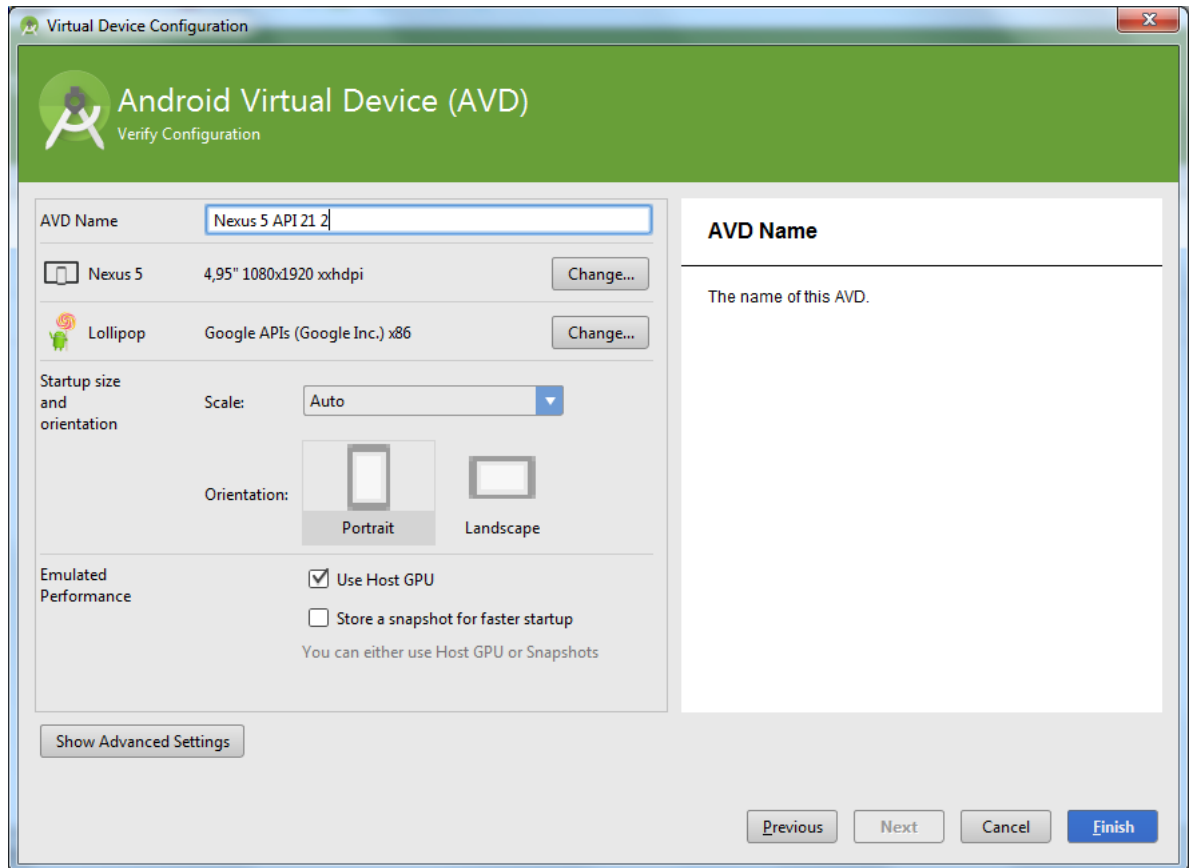 Virtual Device Configuration
Android Virtual Device (AVD)
Verify Configuration
AVD Name
Nexus 5 API 21 2
Nexus 5
4,95" 1080x1920 xxhdpi
Change...
Lollipop
Google APIs (Google Inc.) x86
Change...
Startup size
and
orientation
Scale:
Auto
Orientation:
Portrait
Landscape
Emulated
Performance
Use Host GPU
Store a snapshot for faster startup
You can either use Host GPU or Snapshots
AVD Name
The name of this AVD.
Show Advanced Settings
Previous
Next
Cancel
Finish